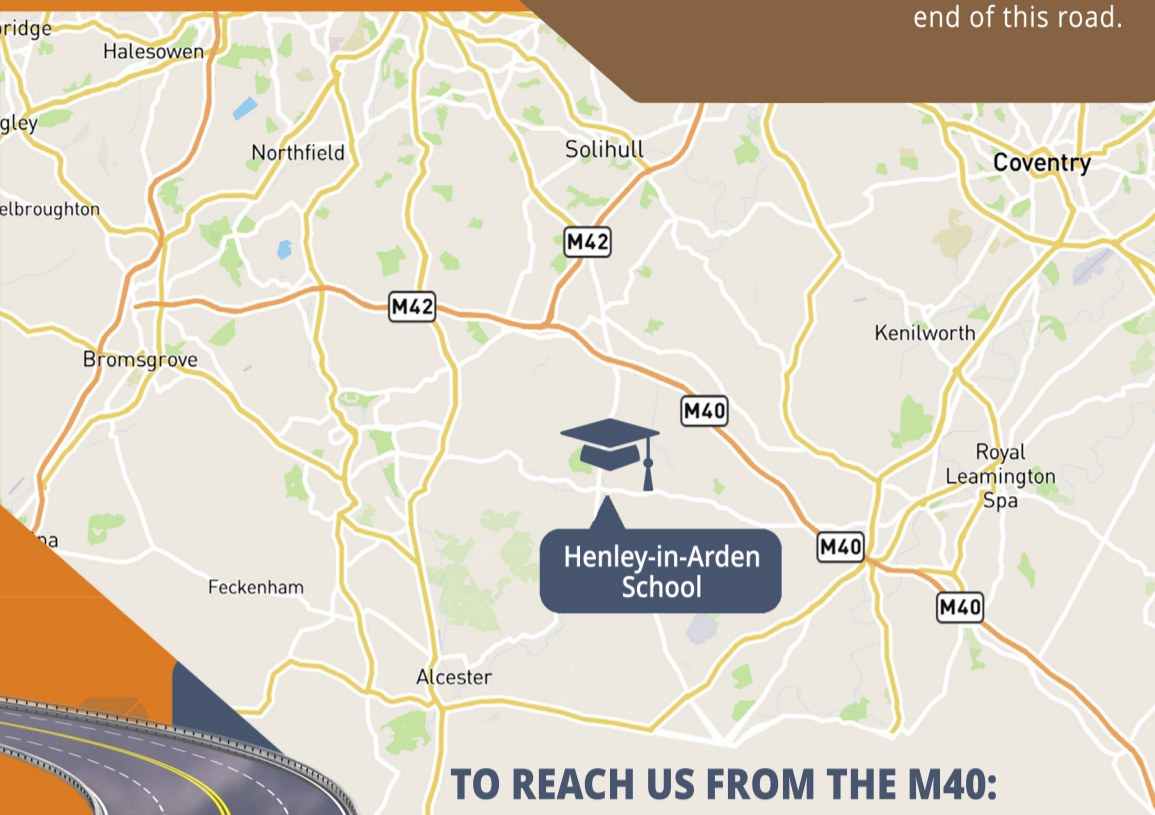 end of this road.
Halesowen
Northfield
Solihull
Coventry
M42
M42
Kenilworth
Bromsgrove
M40
Royal
Leamington
Spa
M40
Henley-in-Arden
School
Feckenham
M40
Alcester
TO REACH US FROM THE M40: